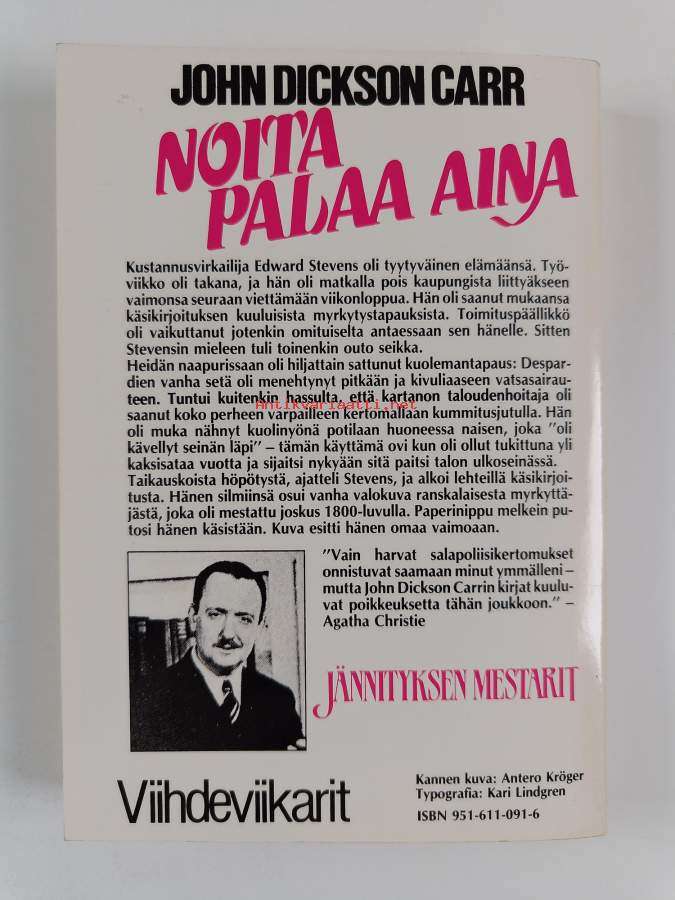 JOHN DICKSON CARR
NOITA
PALAA AINA
Kustannusvirkailija Edward Stevens oli tyytyväinen elämäänsä. Työ-
viikko oli takana, ja hän oli matkalla pois kaupungista liittyäkseen
vaimonsa seuraan viettämään viikonloppua. Hän oli saanut mukaansa
käsikirjoituksen kuuluisista myrkytystapauksista. Toimituspäällikkö
oli vaikuttanut jotenkin omituiselta antaessaan sen hänelle. Sitten
Stevensin mieleen tuli toinenkin outo seikka.
Heidän naapurissaan oli hiljattain sattunut kuolemantapaus: Despar-
dien vanha setä oli menehtynyt pitkään ja kivuliaaseen vatsasairau-
teen. Tuntui kuitenkin hassulta, että kartanon taloudenhoitaja oli
saanut koko perheen varpailleen kertomallaan kummitusjutulla. Hän
oli muka nähnyt kuolinyönä potilaan huoneessa naisen, joka "oli
kävellyt seinän läpi" – tämän käyttämä ovi kun oli ollut tukittuna yli
kaksisataa vuotta ja sijaitsi nykyään sitä paitsi talon ulkoseinässä.
Taikauskoista höpötystä, ajatteli Stevens, ja alkoi lehteillä käsikirjoi-
tusta. Hänen silmiinsä osui vanha valokuva ranskalaisesta myrkyttä-
jästä, joka oli mestattu joskus 1800-luvulla. Paperinippu melkein pu-
tosi hänen käsistään. Kuva esitti hänen omaa vaimoaan.
Antikvariaatti.net
"Vain harvat salapoliisikertomukset
onnistuvat saamaan minut ymmälleni –
mutta John Dickson Carrin kirjat kuulu-
vat poikkeuksetta tähän joukkoon." –
Agatha Christie
JÄNNITYKSEN MESTARIT
Viihdeviikarit
Kannen kuva: Antero Kröger
Typografia: Kari Lindgren
ISBN 951-611-091-6